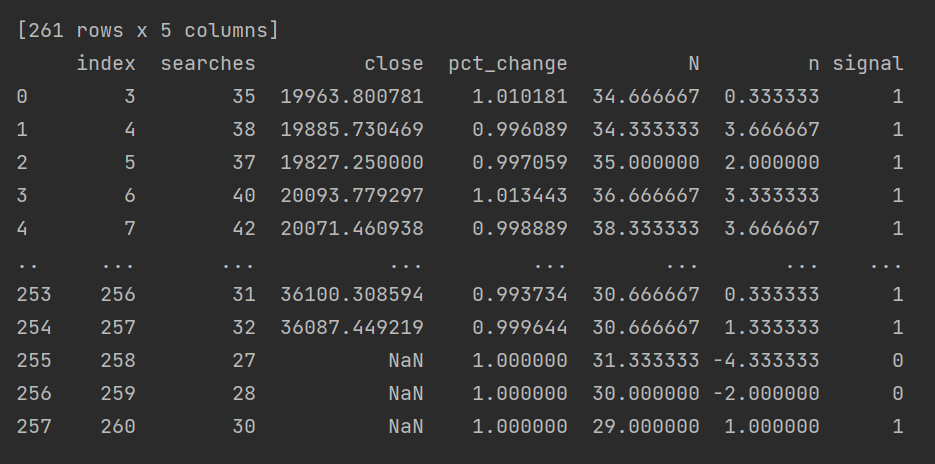 [261 rows x 5 columns]
index searches close pct_change N n signal
0 3 35 19963.800781 1.010181 34.666667 0.333333 1
1 4 38 19885.730469 0.996089 34.333333 3.666667 1
2 5 37 19827.250000 0.997059 35.000000 2.000000 1
3 6 40 20093.779297 1.013443 36.666667 3.333333 1
4 7 42 20071.460938 0.998889 38.333333 3.666667 1
.. ... ... ... ... ... ... ...
253 256 31 36100.308594 0.993734 30.666667 0.333333 1
254 257 32 36087.449219 0.999644 30.666667 1.333333 1
255 258 27 NaN 1.000000 31.333333 -4.333333 0
256 259 28 NaN 1.000000 30.000000 -2.000000 0
257 260 30 NaN 1.000000 29.000000 1.000000 1